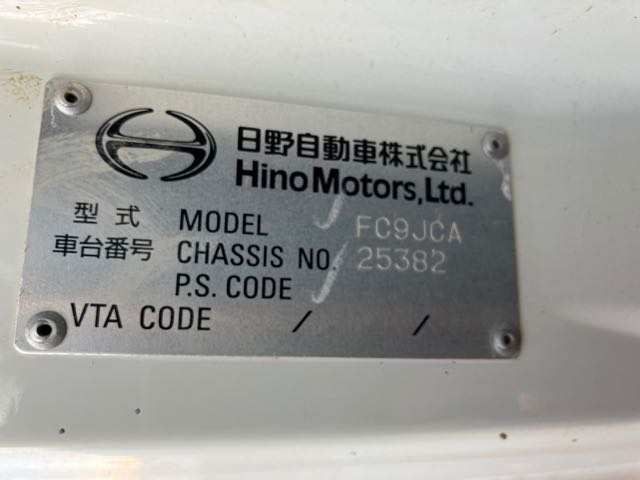 日野自動車株式会社
Hino Motors, Ltd.
型式 MODEL FC9JCA
車台番号 CHASSIS NO. 25382
P.S. CODE
VTA CODE / /